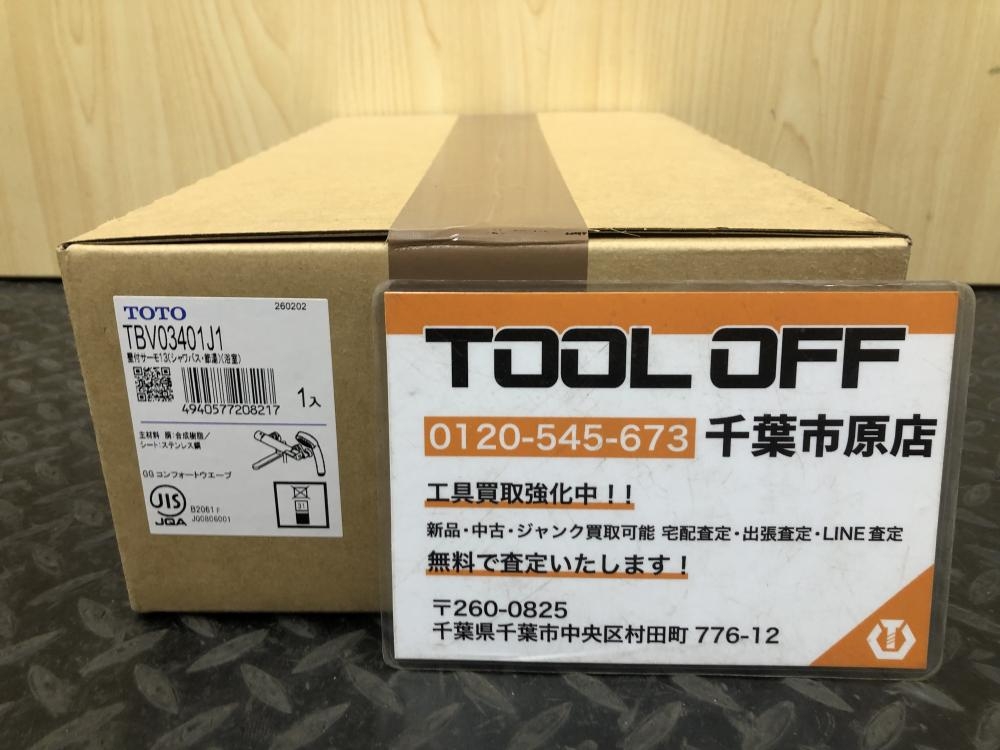 TOTO
260202
TBV03401J1
壁付サーモ13(シャワバス・節湯)(浴室)
4940577208217
1入
主材料 胴:合成樹脂/
シート:ステンレス鋼
GGコンフォートウエーブ
JIS
JQA
B2061 F
JQ0806001
TOOL OFF
0120-545-673 千葉市原店
工具買取強化中!!
新品・中古・ジャンク買取可能 宅配査定・出張査定・LINE査定
無料で査定いたします!
〒260-0825
千葉県千葉市中央区村田町 776-12